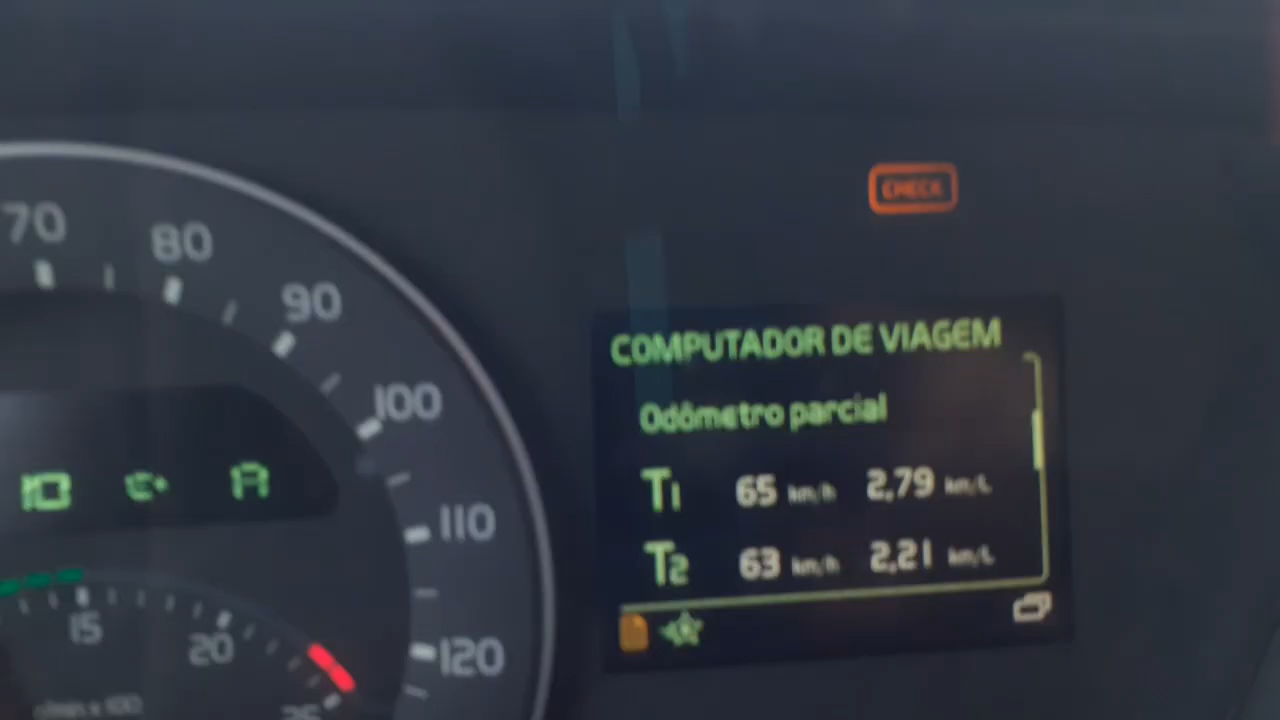 70
80
90
100
110
120
10 E+ A
15
20
25
CHECK
COMPUTADOR DE VIAGEM
Odômetro parcial
T1 65 km/h 2,79 km/L
T2 63 km/h 2,21 km/L